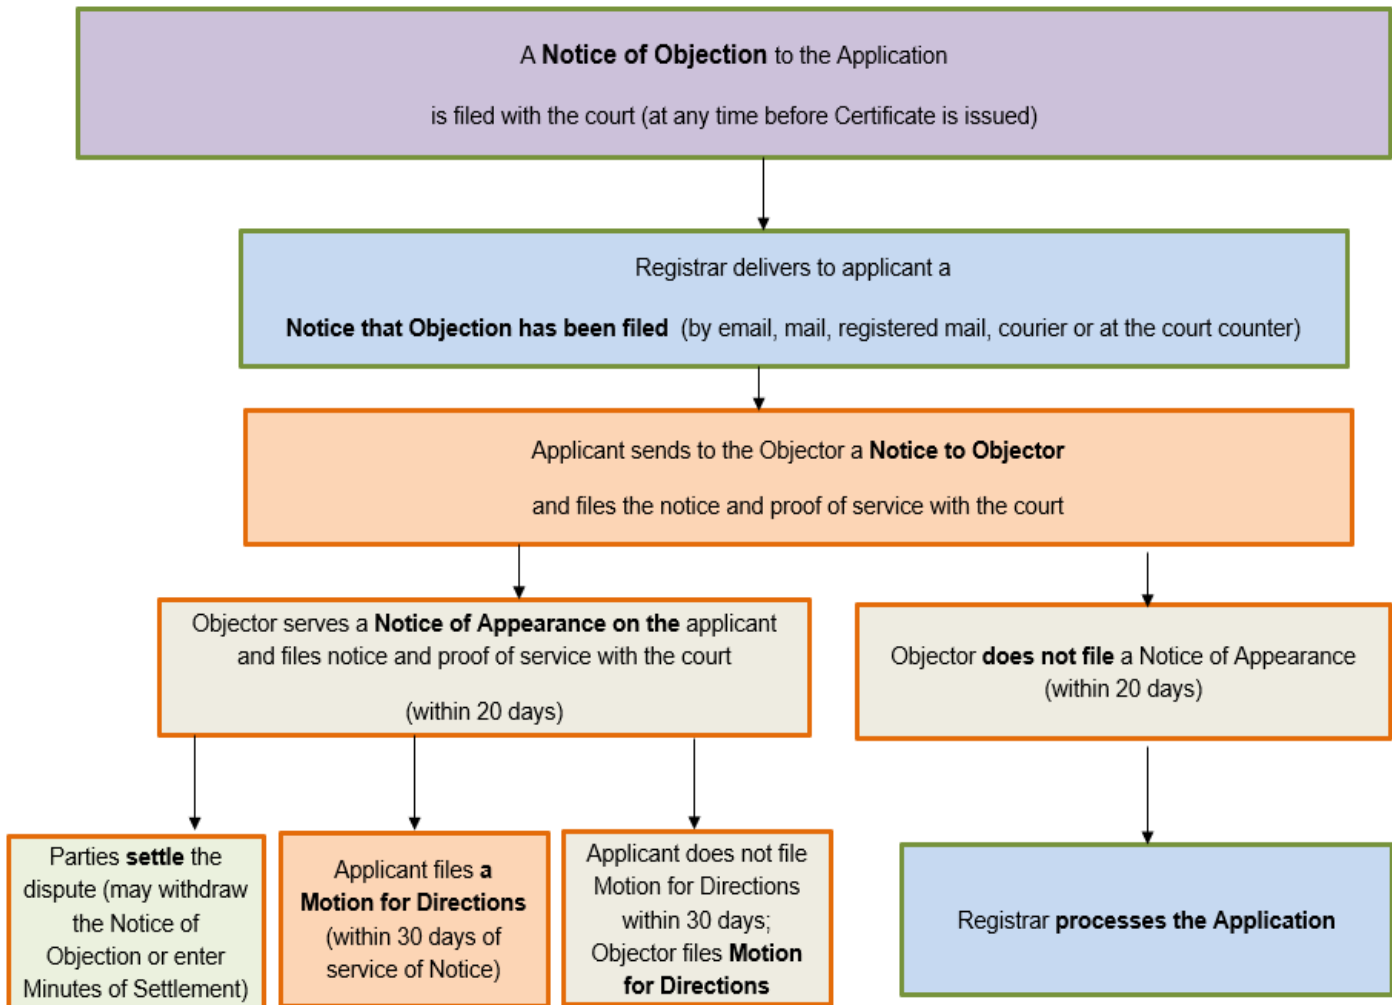 A Notice of Objection to the Application
is filed with the court (at any time before Certificate is issued)
Registrar delivers to applicant a
Notice that Objection has been filed (by email, mail, registered mail, courier or at the court counter)
Applicant sends to the Objector a Notice to Objector
and files the notice and proof of service with the court
Objector serves a Notice of Appearance on the applicant
and files notice and proof of service with the court
(within 20 days)
Objector does not file a Notice of Appearance
(within 20 days)
Parties settle the
dispute (may withdraw
the Notice of
Objection or enter
Minutes of Settlement)
Applicant files a
Motion for Directions
(within 30 days of
service of Notice)
Applicant does not file
Motion for Directions
within 30 days;
Objector files Motion
for Directions
Registrar processes the Application